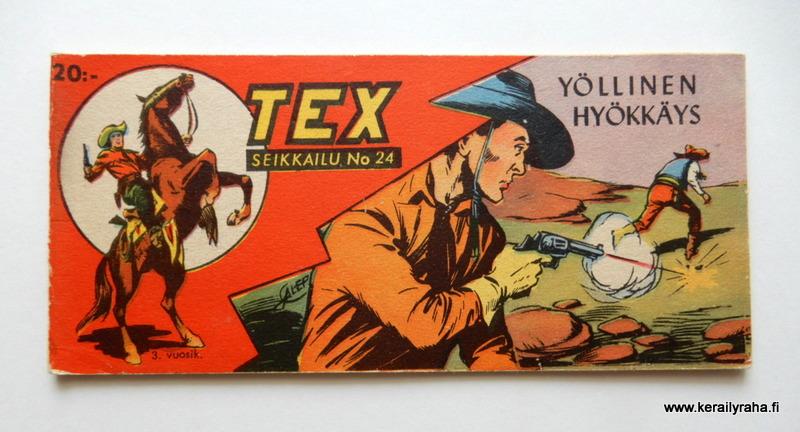 20:-
TEX
SEIKKAILU, No 24
YÖLLINEN
HYÖKKÄYS
3. vuosik.
www.kerailyraha.fi